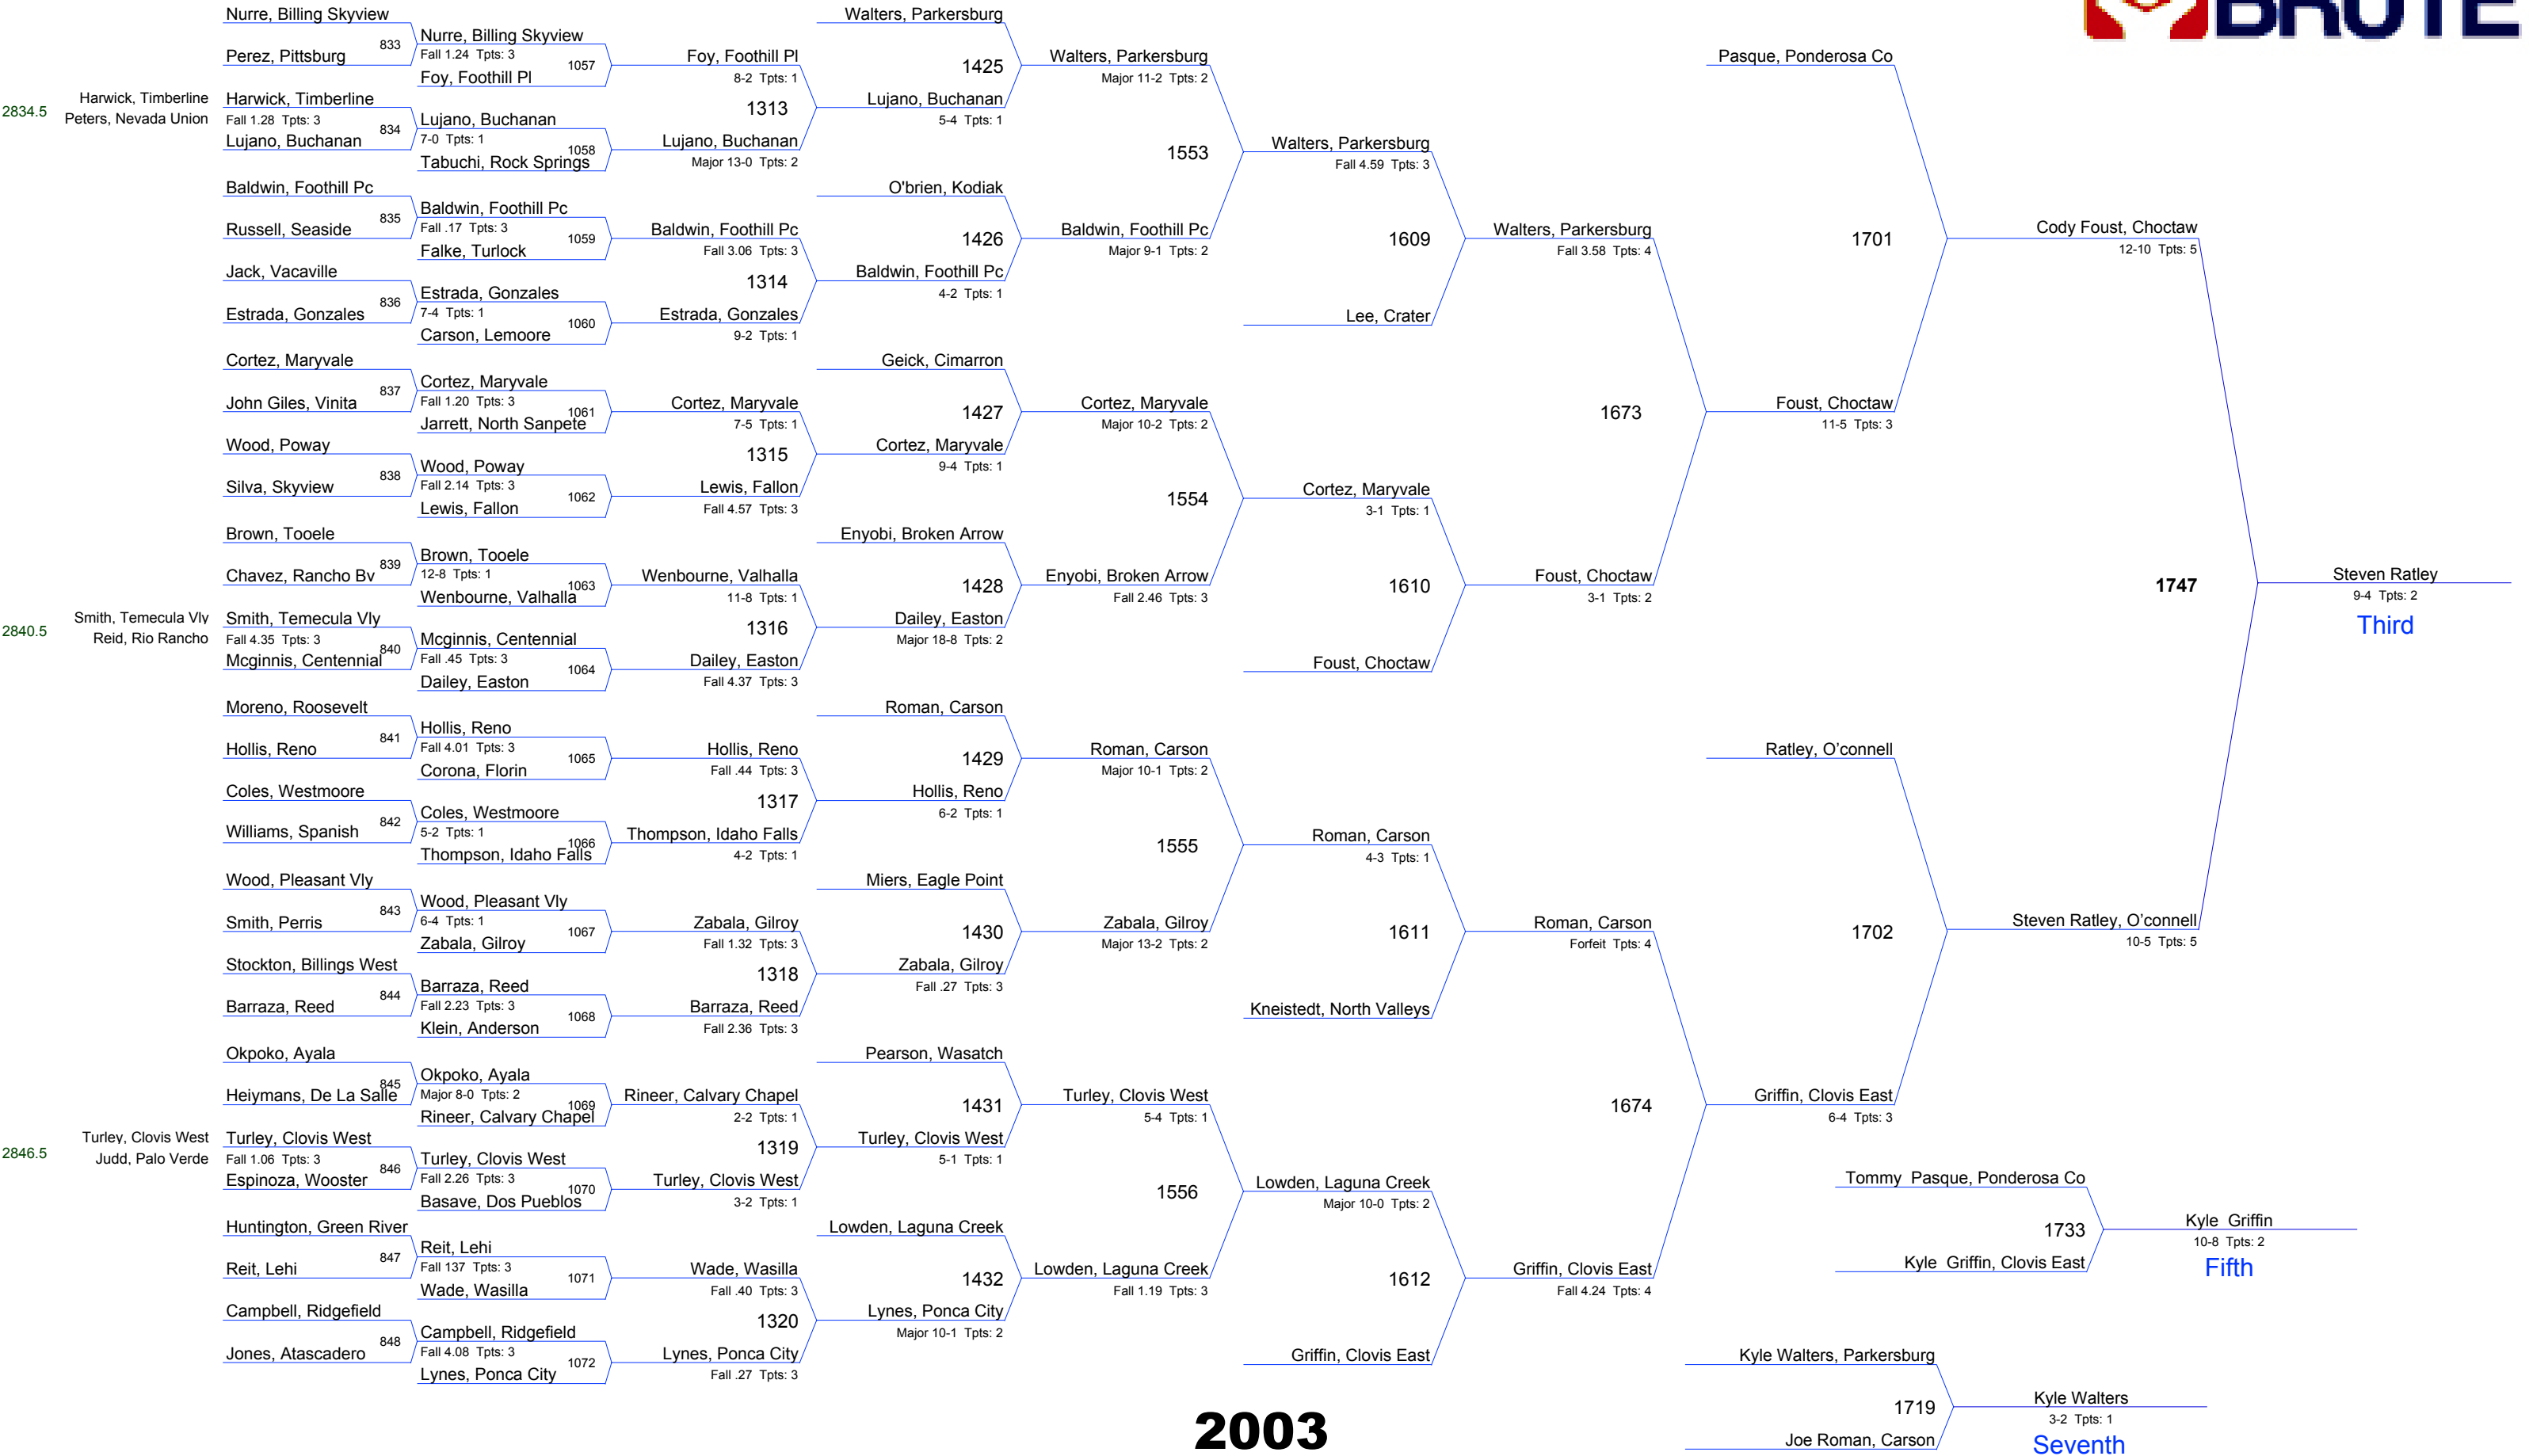 BRUTE
Nurre, Billing Skyview
833
Perez, Pittsburg
2834.5
Harwick, Timberline
Peters, Nevada Union
Harwick, Timberline
Fall 1.28 Tpts: 3
834
Lujano, Buchanan
Baldwin, Foothill Pc
835
Russell, Seaside
Jack, Vacaville
836
Estrada, Gonzales
Cortez, Maryvale
837
John Giles, Vinita
Wood, Poway
838
Silva, Skyview
Brown, Tooele
839
Chavez, Rancho Bv
2840.5
Smith, Temecula Vly
Reid, Rio Rancho
Smith, Temecula Vly
Fall 4.35 Tpts: 3
840
Mcginnis, Centennial
Moreno, Roosevelt
841
Hollis, Reno
Coles, Westmoore
842
Williams, Spanish
Wood, Pleasant Vly
843
Smith, Perris
Stockton, Billings West
844
Barraza, Reed
Okpoko, Ayala
845
Heiymans, De La Salle
2846.5
Turley, Clovis West
Judd, Palo Verde
Turley, Clovis West
Fall 1.06 Tpts: 3
846
Espinoza, Wooster
Huntington, Green River
847
Reit, Lehi
Campbell, Ridgefield
848
Jones, Atascadero
Nurre, Billing Skyview
Fall 1.24 Tpts: 3
1057
Foy, Foothill Pl
Lujano, Buchanan
7-0 Tpts: 1
1058
Tabuchi, Rock Springs
Baldwin, Foothill Pc
Fall .17 Tpts: 3
1059
Falke, Turlock
Estrada, Gonzales
7-4 Tpts: 1
1060
Carson, Lemoore
Cortez, Maryvale
Fall 1.20 Tpts: 3
1061
Jarrett, North Sanpete
Wood, Poway
Fall 2.14 Tpts: 3
1062
Lewis, Fallon
Brown, Tooele
12-8 Tpts: 1
1063
Wenbourne, Valhalla
Mcginnis, Centennial
Fall .45 Tpts: 3
1064
Dailey, Easton
Hollis, Reno
Fall 4.01 Tpts: 3
1065
Corona, Florin
Coles, Westmoore
5-2 Tpts: 1
1066
Thompson, Idaho Falls
Wood, Pleasant Vly
6-4 Tpts: 1
1067
Zabala, Gilroy
Barraza, Reed
Fall 2.23 Tpts: 3
1068
Klein, Anderson
Okpoko, Ayala
Major 8-0 Tpts: 2
1069
Rineer, Calvary Chapel
Turley, Clovis West
Fall 2.26 Tpts: 3
1070
Basave, Dos Pueblos
Reit, Lehi
Fall 137 Tpts: 3
1071
Wade, Wasilla
Campbell, Ridgefield
Fall 4.08 Tpts: 3
1072
Lynes, Ponca City
Foy, Foothill Pl
8-2 Tpts: 1
1313
Lujano, Buchanan
Major 13-0 Tpts: 2
Baldwin, Foothill Pc
Fall 3.06 Tpts: 3
1314
Estrada, Gonzales
9-2 Tpts: 1
Cortez, Maryvale
7-5 Tpts: 1
1315
Lewis, Fallon
Fall 4.57 Tpts: 3
Wenbourne, Valhalla
11-8 Tpts: 1
1316
Dailey, Easton
Fall 4.37 Tpts: 3
Hollis, Reno
Fall .44 Tpts: 3
1317
Thompson, Idaho Falls
4-2 Tpts: 1
Zabala, Gilroy
Fall 1.32 Tpts: 3
1318
Barraza, Reed
Fall 2.36 Tpts: 3
Rineer, Calvary Chapel
2-2 Tpts: 1
1319
Turley, Clovis West
3-2 Tpts: 1
Wade, Wasilla
Fall .40 Tpts: 3
1320
Lynes, Ponca City
Fall .27 Tpts: 3
Walters, Parkersburg
1425
Lujano, Buchanan
5-4 Tpts: 1
O'brien, Kodiak
1426
Baldwin, Foothill Pc
4-2 Tpts: 1
Geick, Cimarron
1427
Cortez, Maryvale
9-4 Tpts: 1
Enyobi, Broken Arrow
1428
Dailey, Easton
Major 18-8 Tpts: 2
Roman, Carson
1429
Hollis, Reno
6-2 Tpts: 1
Miers, Eagle Point
1430
Zabala, Gilroy
Fall .27 Tpts: 3
Pearson, Wasatch
1431
Turley, Clovis West
5-1 Tpts: 1
Lowden, Laguna Creek
1432
Lynes, Ponca City
Major 10-1 Tpts: 2
Walters, Parkersburg
Major 11-2 Tpts: 2
1553
Baldwin, Foothill Pc
Major 9-1 Tpts: 2
Cortez, Maryvale
Major 10-2 Tpts: 2
1554
Enyobi, Broken Arrow
Fall 2.46 Tpts: 3
Roman, Carson
Major 10-1 Tpts: 2
1555
Zabala, Gilroy
Major 13-2 Tpts: 2
Turley, Clovis West
5-4 Tpts: 1
1556
Lowden, Laguna Creek
Fall 1.19 Tpts: 3
Walters, Parkersburg
Fall 4.59 Tpts: 3
1609
Lee, Crater
Cortez, Maryvale
3-1 Tpts: 1
1610
Foust, Choctaw
Roman, Carson
4-3 Tpts: 1
1611
Kneistedt, North Valleys
Lowden, Laguna Creek
Major 10-0 Tpts: 2
1612
Griffin, Clovis East
Walters, Parkersburg
Fall 3.58 Tpts: 4
1673
Foust, Choctaw
3-1 Tpts: 2
Roman, Carson
Forfeit Tpts: 4
1674
Griffin, Clovis East
Fall 4.24 Tpts: 4
Pasque, Ponderosa Co
1701
Foust, Choctaw
11-5 Tpts: 3
Ratley, O'connell
1702
Griffin, Clovis East
6-4 Tpts: 3
Cody Foust, Choctaw
12-10 Tpts: 5
1747
Steven Ratley, O'connell
10-5 Tpts: 5
Steven Ratley
9-4 Tpts: 2
Third
Tommy Pasque, Ponderosa Co
1733
Kyle Griffin, Clovis East
Kyle Griffin
10-8 Tpts: 2
Fifth
Kyle Walters, Parkersburg
1719
Joe Roman, Carson
Kyle Walters
3-2 Tpts: 1
Seventh
2003